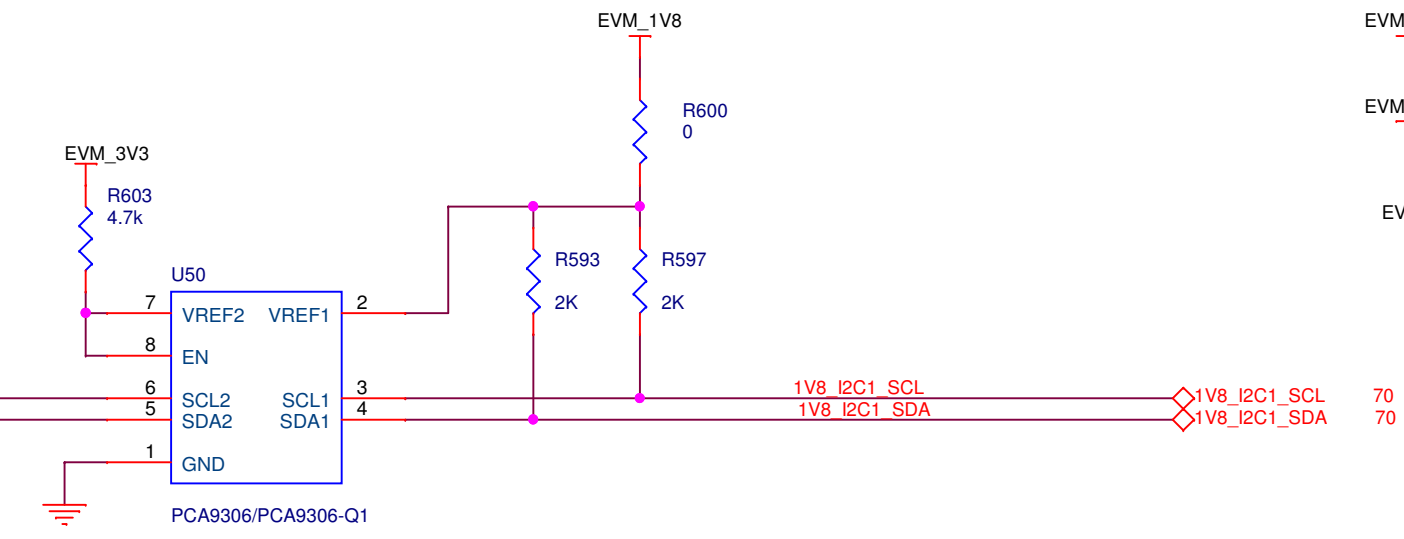 EVM_1V8
EVM
R600
0
EVM
EVM_3V3
R603
4.7k
EV
R593
R597
U50
2K
2K
7
VREF2
VREF1
2
8
EN
6
SCL2
SCL1
3
1V8_I2C1_SCL
1V8_I2C1_SCL
70
5
SDA2
SDA1
4
1V8_I2C1_SDA
1V8_I2C1_SDA
70
1
GND
PCA9306/PCA9306-Q1